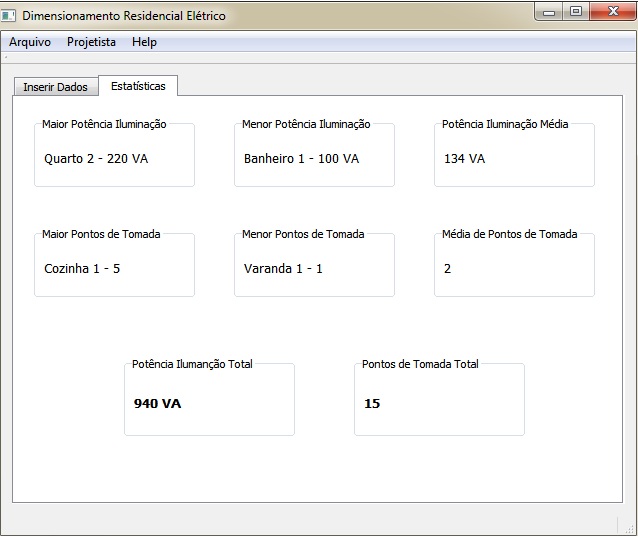 Dimensionamento Residencial Elétrico
Arquivo Projetista Help
Inserir Dados Estatísticas
Maior Potência Iluminação Menor Potência Iluminação Potência Iluminação Média
Quarto 2 - 220 VA Banheiro 1 - 100 VA 134 VA
Maior Pontos de Tomada Menor Pontos de Tomada Média de Pontos de Tomada
Cozinha 1 - 5 Varanda 1 - 1 2
Potência Ilumanção Total Pontos de Tomada Total
940 VA 15